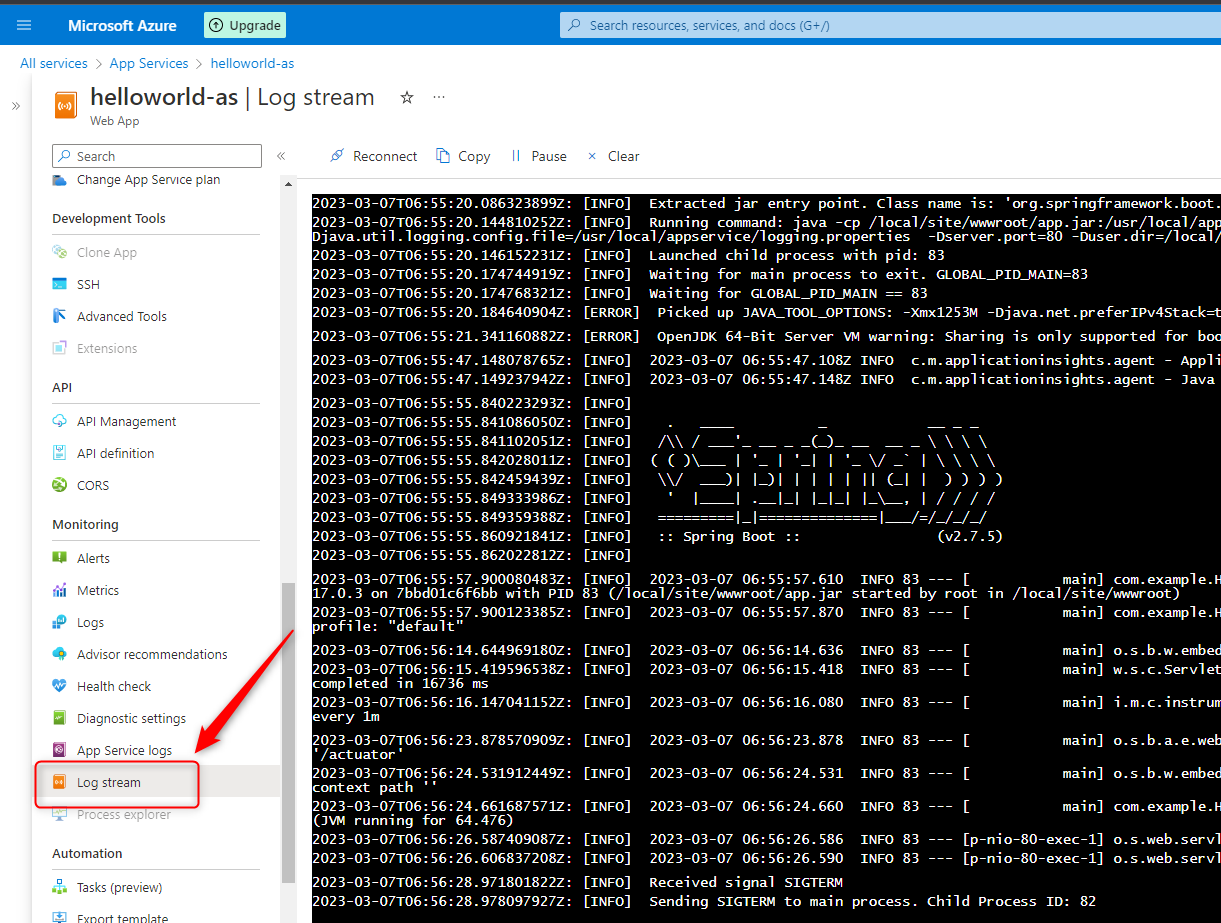 Microsoft Azure
Upgrade
Search resources, services, and docs (G+/)
All services > App Services > helloworld-as
helloworld-as | Log stream
Web App
Search
Change App Service plan
Development Tools
Clone App
SSH
Advanced Tools
Extensions
API
API Management
API definition
CORS
Monitoring
Alerts
Metrics
Logs
Advisor recommendations
Health check
Diagnostic settings
App Service logs
Log stream
Process explorer
Automation
Tasks (preview)
Export template
Reconnect Copy Pause Clear
2023-03-07T06:55:20.086323899Z: [INFO]  Extracted jar entry point. Class name is: 'org.springframework.boot.
2023-03-07T06:55:20.144810252Z: [INFO]  Running command: java -cp /local/site/wwwroot/app.jar:/usr/local/app
Djava.util.logging.config.file=/usr/local/appservice/logging.properties  -Dserver.port=80 -Duser.dir=/local/
2023-03-07T06:55:20.146152231Z: [INFO]  Launched child process with pid: 83
2023-03-07T06:55:20.174744919Z: [INFO]  Waiting for main process to exit. GLOBAL_PID_MAIN=83
2023-03-07T06:55:20.174768321Z: [INFO]  Waiting for GLOBAL_PID_MAIN == 83
2023-03-07T06:55:20.184640904Z: [ERROR]  Picked up JAVA_TOOL_OPTIONS: -Xmx1253M -Djava.net.preferIPv4Stack=t
2023-03-07T06:55:21.341160882Z: [ERROR]  OpenJDK 64-Bit Server VM warning: Sharing is only supported for boo
2023-03-07T06:55:47.148078765Z: [INFO]  2023-03-07 06:55:47.108Z INFO  c.m.applicationinsights.agent - Appli
2023-03-07T06:55:47.149237942Z: [INFO]  2023-03-07 06:55:47.148Z INFO  c.m.applicationinsights.agent - Java
2023-03-07T06:55:55.840223293Z: [INFO]
2023-03-07T06:55:55.841086050Z: [INFO]   .   ____          _            __ _ _
2023-03-07T06:55:55.841102051Z: [INFO]  /\\ / ___'_ __ _ _(_)_ __  __ _ \ \ \ \
2023-03-07T06:55:55.842028011Z: [INFO] ( ( )\___ | '_ | '_| | '_ \/ _` | \ \ \ \
2023-03-07T06:55:55.842459439Z: [INFO]  \\/  ___)| |_)| | | | | || (_| |  ) ) ) )
2023-03-07T06:55:55.849333986Z: [INFO]   '  |____| .__|_| |_|_| |_\__, | / / / /
2023-03-07T06:55:55.849359388Z: [INFO]  =========|_|==============|___/=/_/_/_/
2023-03-07T06:55:55.860921841Z: [INFO]  :: Spring Boot ::                (v2.7.5)
2023-03-07T06:55:55.862022812Z: [INFO]
2023-03-07T06:55:57.900080483Z: [INFO]  2023-03-07 06:55:57.610  INFO 83 --- [           main] com.example.H
17.0.3 on 7bbd01c6f6bb with PID 83 (/local/site/wwwroot/app.jar started by root in /local/site/wwwroot)
2023-03-07T06:55:57.900123385Z: [INFO]  2023-03-07 06:55:57.870  INFO 83 --- [           main] com.example.H
profile: "default"
2023-03-07T06:56:14.644969180Z: [INFO]  2023-03-07 06:56:14.636  INFO 83 --- [           main] o.s.b.w.embed
2023-03-07T06:56:15.419596538Z: [INFO]  2023-03-07 06:56:15.418  INFO 83 --- [           main] w.s.c.Servlet
completed in 16736 ms
2023-03-07T06:56:16.147041152Z: [INFO]  2023-03-07 06:56:16.080  INFO 83 --- [           main] i.m.c.instrum
every 1m
2023-03-07T06:56:23.878570909Z: [INFO]  2023-03-07 06:56:23.878  INFO 83 --- [           main] o.s.b.a.e.web
'/actuator'
2023-03-07T06:56:24.531912449Z: [INFO]  2023-03-07 06:56:24.531  INFO 83 --- [           main] o.s.b.w.embed
context path ''
2023-03-07T06:56:24.661687571Z: [INFO]  2023-03-07 06:56:24.660  INFO 83 --- [           main] com.example.H
(JVM running for 64.476)
2023-03-07T06:56:26.587409087Z: [INFO]  2023-03-07 06:56:26.586  INFO 83 --- [p-nio-80-exec-1] o.s.web.servl
2023-03-07T06:56:26.606837208Z: [INFO]  2023-03-07 06:56:26.590  INFO 83 --- [p-nio-80-exec-1] o.s.web.servl
2023-03-07T06:56:28.971801822Z: [INFO]  Received signal SIGTERM
2023-03-07T06:56:28.978097927Z: [INFO]  Sending SIGTERM to main process. Child Process ID: 82